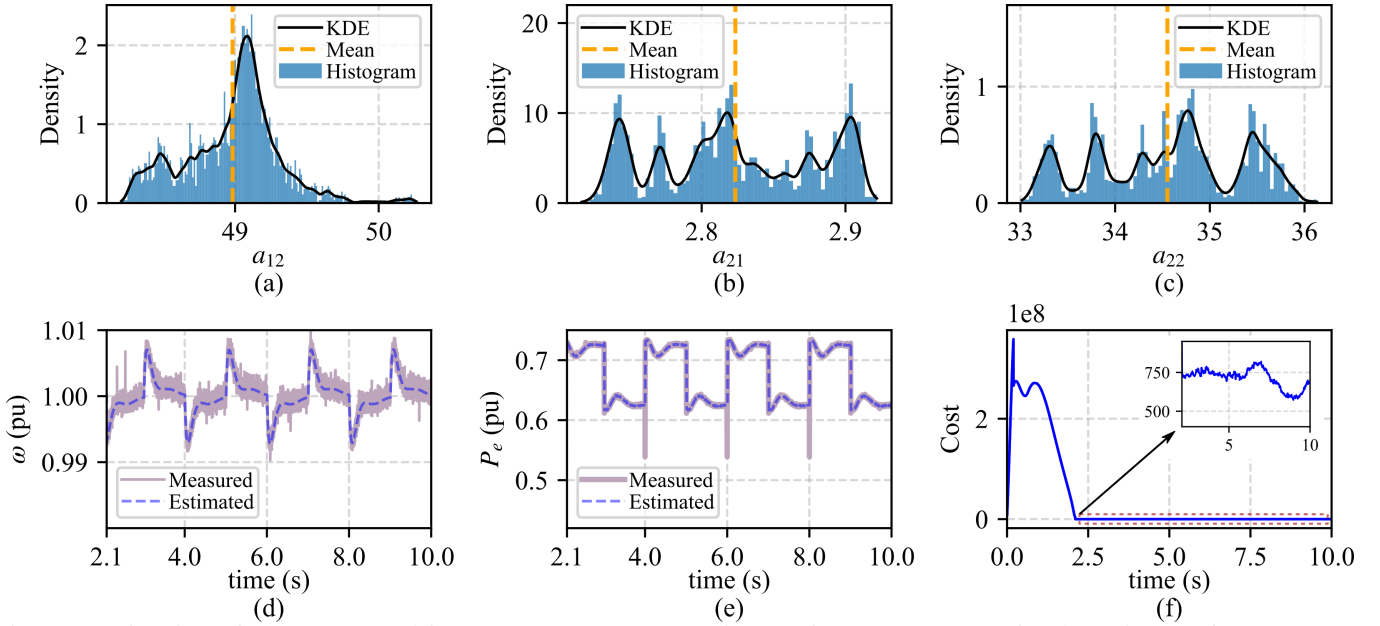 KDE
Mean
Histogram
Density
2
1
0
49
50
a12
(a)
KDE
Mean
Histogram
Density
20
10
0
2.8
2.9
a21
(b)
KDE
Mean
Histogram
Density
1
0
33
34
35
36
a22
(c)
ω (pu)
1.01
1.00
0.99
Measured
Estimated
2.1
4.0
6.0
8.0
10.0
time (s)
(d)
Pe (pu)
0.7
0.6
0.5
Measured
Estimated
2.1
4.0
6.0
8.0
10.0
time (s)
(e)
1e8
Cost
2
0
750
500
5
10
0.0
2.5
5.0
7.5
10.0
time (s)
(f)